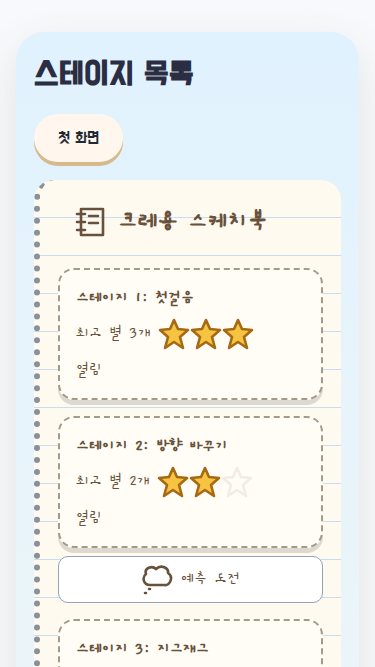 스테이지 목록
첫 화면
크레용 스케치북
스테이지 1: 첫걸음
최고 별 3개
열림
스테이지 2: 방향 바꾸기
최고 별 2개
열림
예측 도전
스테이지 3: 지그재그